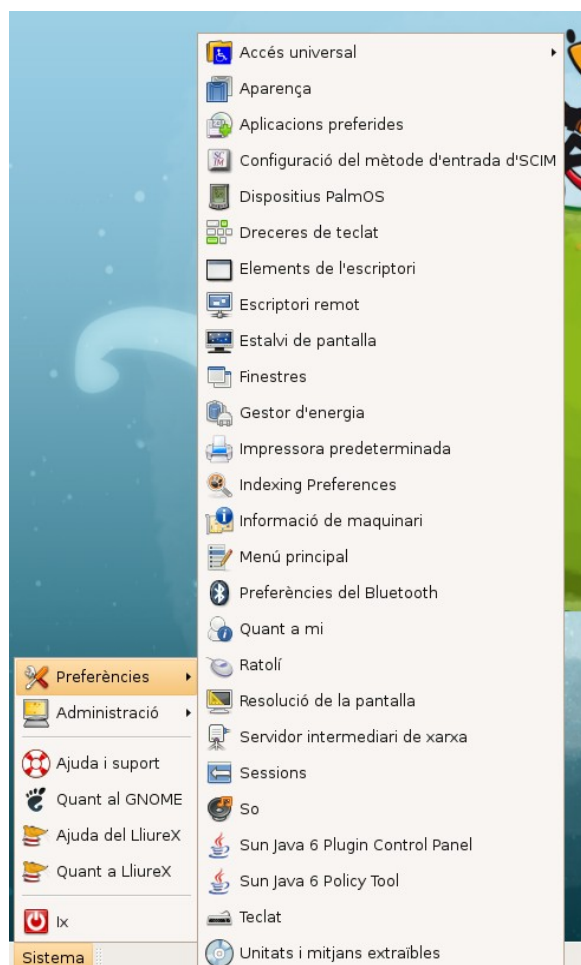 Accés universal
Aparença
Aplicacions preferides
Configuració del mètode d'entrada d'SCIM
Dispositius PalmOS
Dreceres de teclat
Elements de l'escriptori
Escriptori remot
Estalvi de pantalla
Finestres
Gestor d'energia
Impressora predeterminada
Indexing Preferences
Informació de maquinari
Menú principal
Preferències del Bluetooth
Quant a mi
Ratolí
Resolució de la pantalla
Servidor intermediari de xarxa
Sessions
So
Sun Java 6 Plugin Control Panel
Sun Java 6 Policy Tool
Teclat
Unitats i mitjans extraïbles
Preferències
Administració
Ajuda i suport
Quant al GNOME
Ajuda del LliureX
Quant a LliureX
Ix
Sistema